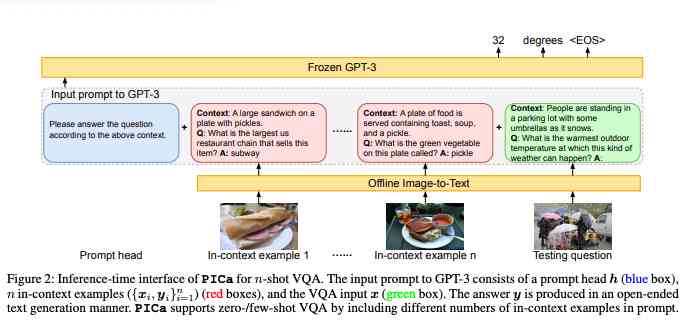 32 degrees <EOS>
Frozen GPT-3
Input prompt to GPT-3
Please answer the question
according to the above context.
+
Context: A large sandwich on a
plate with pickles.
Q: What is the largest us
restaurant chain that sells this
item? A: subway
......
Context: A plate of food is
served containing toast, soup,
and a pickle.
Q: What is the green vegetable
on this plate called? A: pickle
+
Context: People are standing in
a parking lot with some
umbrellas as it snows.
Q: What is the warmest outdoor
temperature at which this kind of
weather can happen? A:
Offline Image-to-Text
Prompt head
In-context example 1
......
In-context example n
Testing question
Figure 2: Inference-time interface of PICa for n-shot VQA. The input prompt to GPT-3 consists of a prompt head h (blue box),
n in-context examples ({x_i, y_i}_{i=1}^n) (red boxes), and the VQA input x (green box). The answer y is produced in an open-ended
text generation manner. PICa supports zero-/few-shot VQA by including different numbers of in-context examples in prompt.